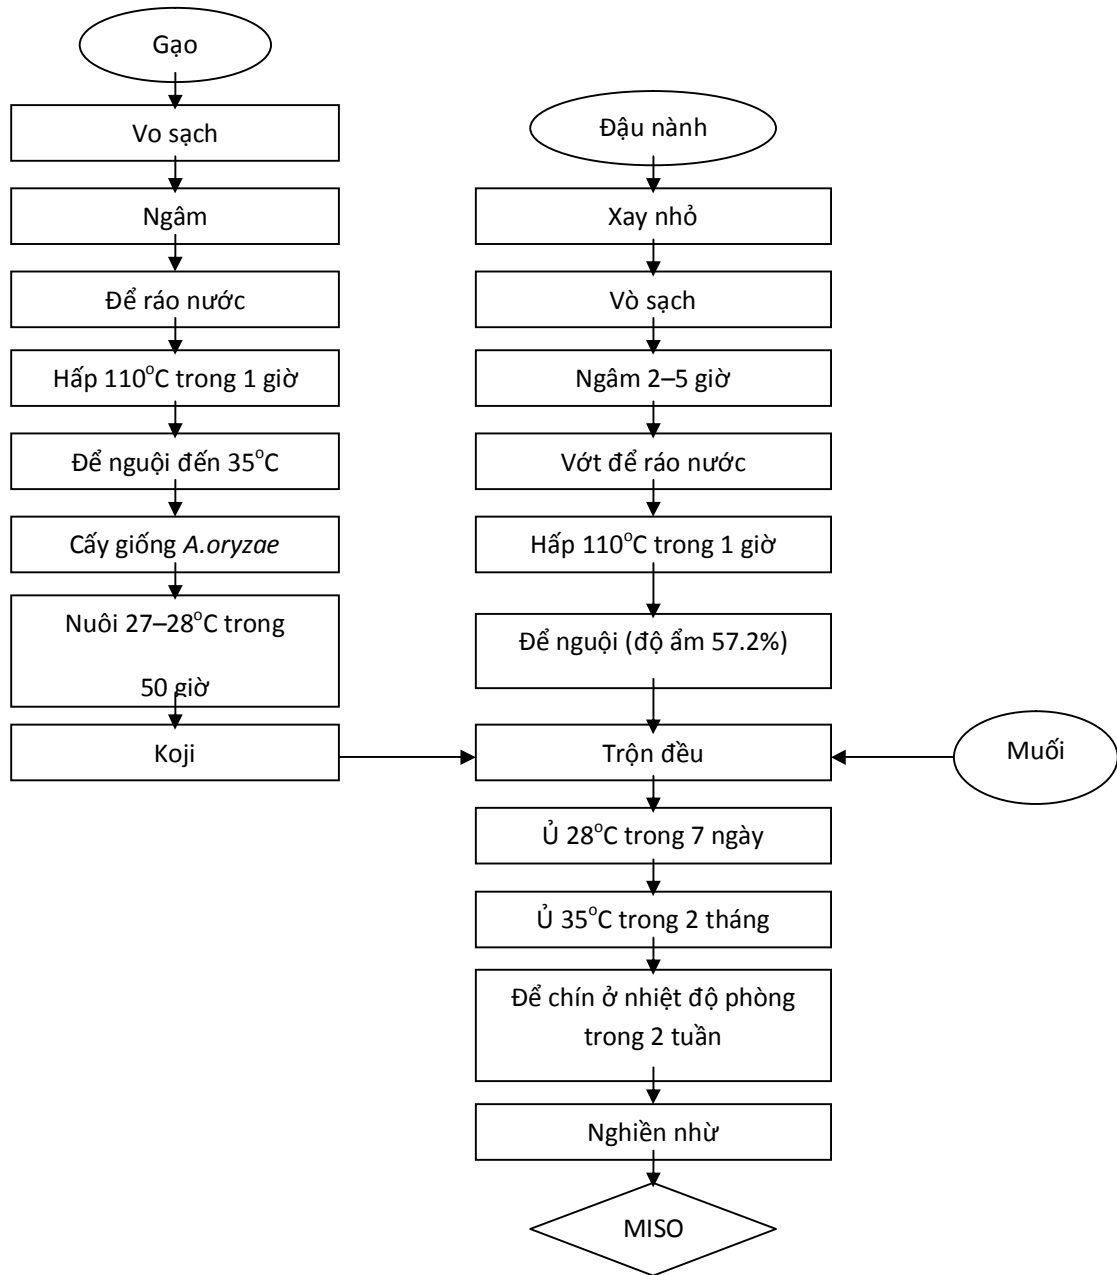 Gạo
Vo sạch
Ngâm
Để ráo nước
Hấp 110°C trong 1 giờ
Để nguội đến 35°C
Cấy giống A.oryzae
Nuôi 27–28°C trong
50 giờ
Koji
Đậu nành
Xay nhỏ
Vò sạch
Ngâm 2–5 giờ
Vớt để ráo nước
Hấp 110°C trong 1 giờ
Để nguội (độ ẩm 57.2%)
Trộn đều
Muối
Ủ 28°C trong 7 ngày
Ủ 35°C trong 2 tháng
Để chín ở nhiệt độ phòng
trong 2 tuần
Nghiền nhừ
MISO